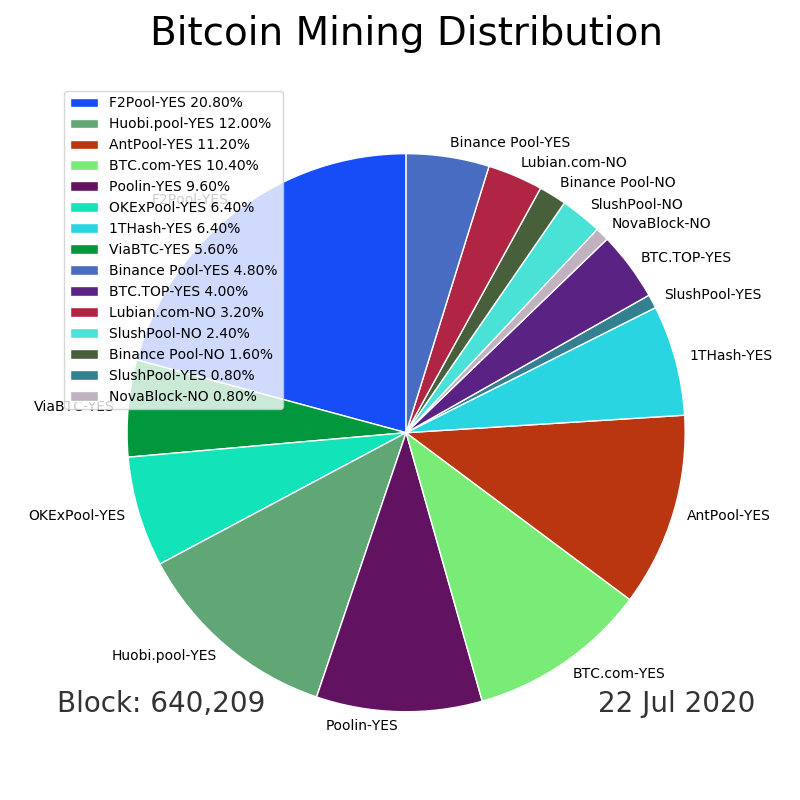 Bitcoin Mining Distribution
F2Pool-YES 20.80%
Huobi.pool-YES 12.00%
AntPool-YES 11.20%
BTC.com-YES 10.40%
Poolin-YES 9.60%
OKExPool-YES 6.40%
1THash-YES 6.40%
ViaBTC-YES 5.60%
Binance Pool-YES 4.80%
BTC.TOP-YES 4.00%
Lubian.com-NO 3.20%
SlushPool-NO 2.40%
Binance Pool-NO 1.60%
SlushPool-YES 0.80%
NovaBlock-NO 0.80%
Binance Pool-YES
Lubian.com-NO
Binance Pool-NO
SlushPool-NO
NovaBlock-NO
BTC.TOP-YES
SlushPool-YES
1THash-YES
AntPool-YES
BTC.com-YES
Poolin-YES
Huobi.pool-YES
OKExPool-YES
ViaBTC-YES
F2Pool-YES
Block: 640,209
22 Jul 2020